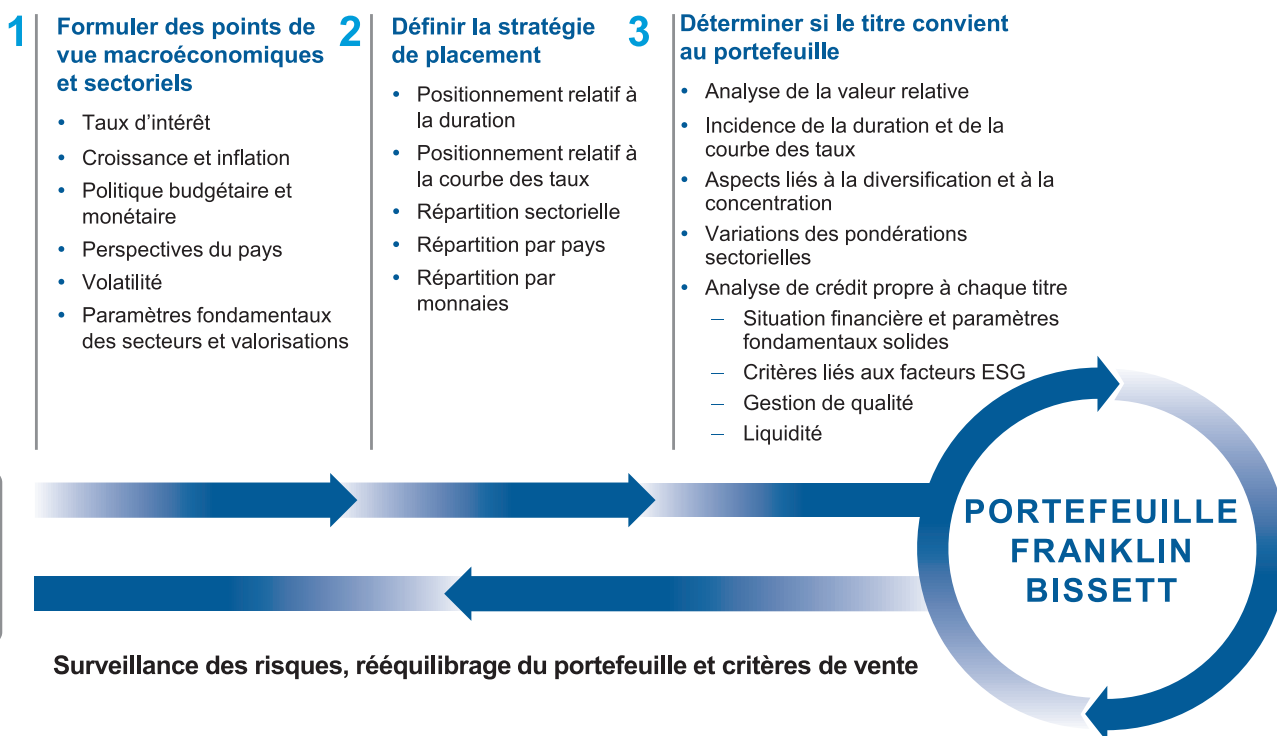 1
Formuler des points de
vue macroéconomiques
et sectoriels
• Taux d’intérêt
• Croissance et inflation
• Politique budgétaire et
monétaire
• Perspectives du pays
• Volatilité
• Paramètres fondamentaux
des secteurs et valorisations
2
Définir la stratégie
de placement
• Positionnement relatif à
la duration
• Positionnement relatif à
la courbe des taux
• Répartition sectorielle
• Répartition par pays
• Répartition par
monnaies
3
Déterminer si le titre convient
au portefeuille
• Analyse de la valeur relative
• Incidence de la duration et de la
courbe des taux
• Aspects liés à la diversification et à la
concentration
• Variations des pondérations
sectorielles
• Analyse de crédit propre à chaque titre
– Situation financière et paramètres
fondamentaux solides
– Critères liés aux facteurs ESG
– Gestion de qualité
– Liquidité
PORTEFEUILLE
FRANKLIN
BISSETT
Surveillance des risques, rééquilibrage du portefeuille et critères de vente